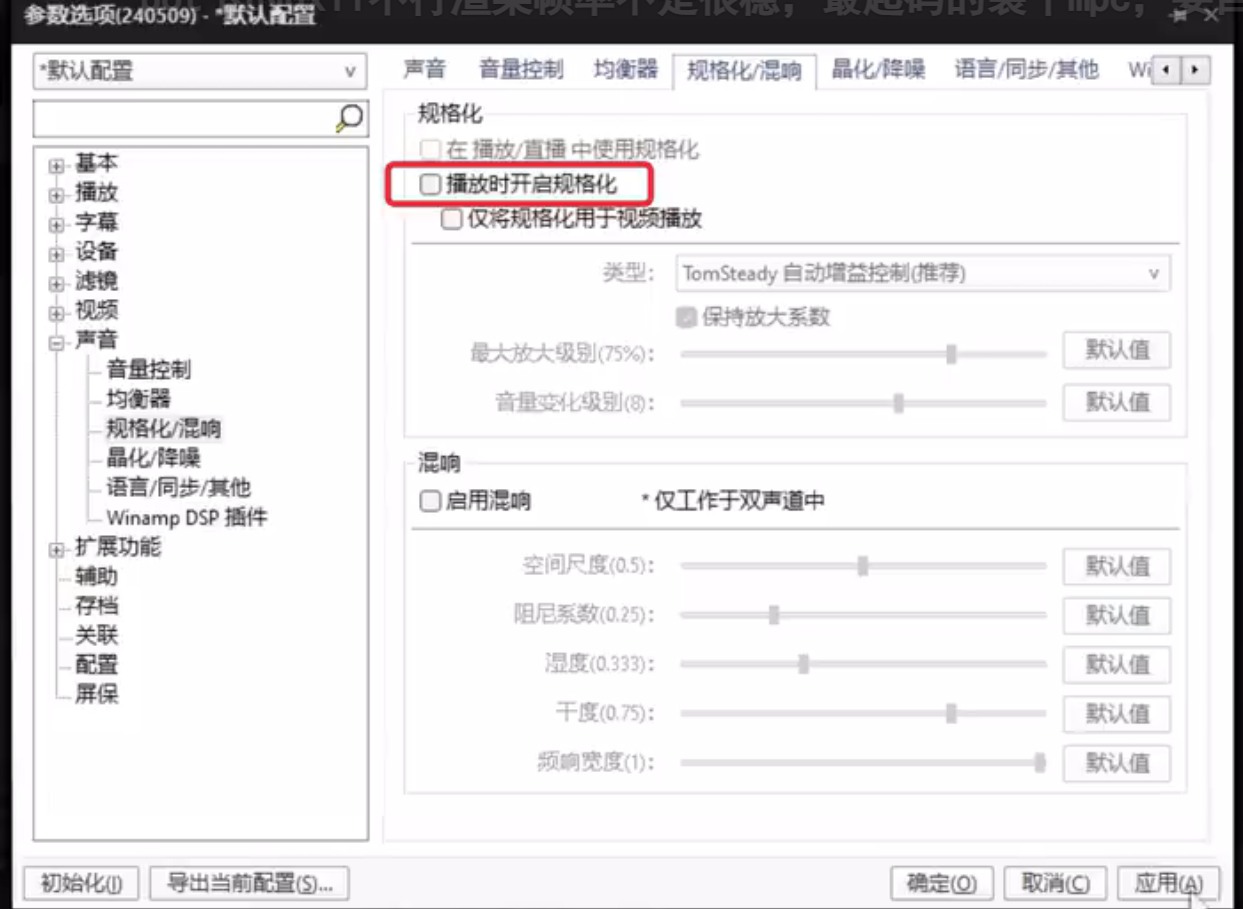 参数选项(240509) - *默认配置
*默认配置
声音 音量控制 均衡器 规格化/混响 晶化/降噪 语言/同步/其他 Wi
规格化
在 播放/直播 中使用规格化
播放时开启规格化
仅将规格化用于视频播放
类型: TomSteady 自动增益控制(推荐)
保持放大系数
最大放大级别(75%): 默认值
音量变化级别(8): 默认值
混响
启用混响 * 仅工作于双声道中
空间尺度(0.5): 默认值
阻尼系数(0.25): 默认值
湿度(0.333): 默认值
干度(0.75): 默认值
频响宽度(1): 默认值
基本
播放
字幕
设备
滤镜
视频
声音
音量控制
均衡器
规格化/混响
晶化/降噪
语言/同步/其他
Winamp DSP 插件
扩展功能
辅助
存档
关联
配置
屏保
初始化(I) 导出当前配置(S)... 确定(O) 取消(C) 应用(A)